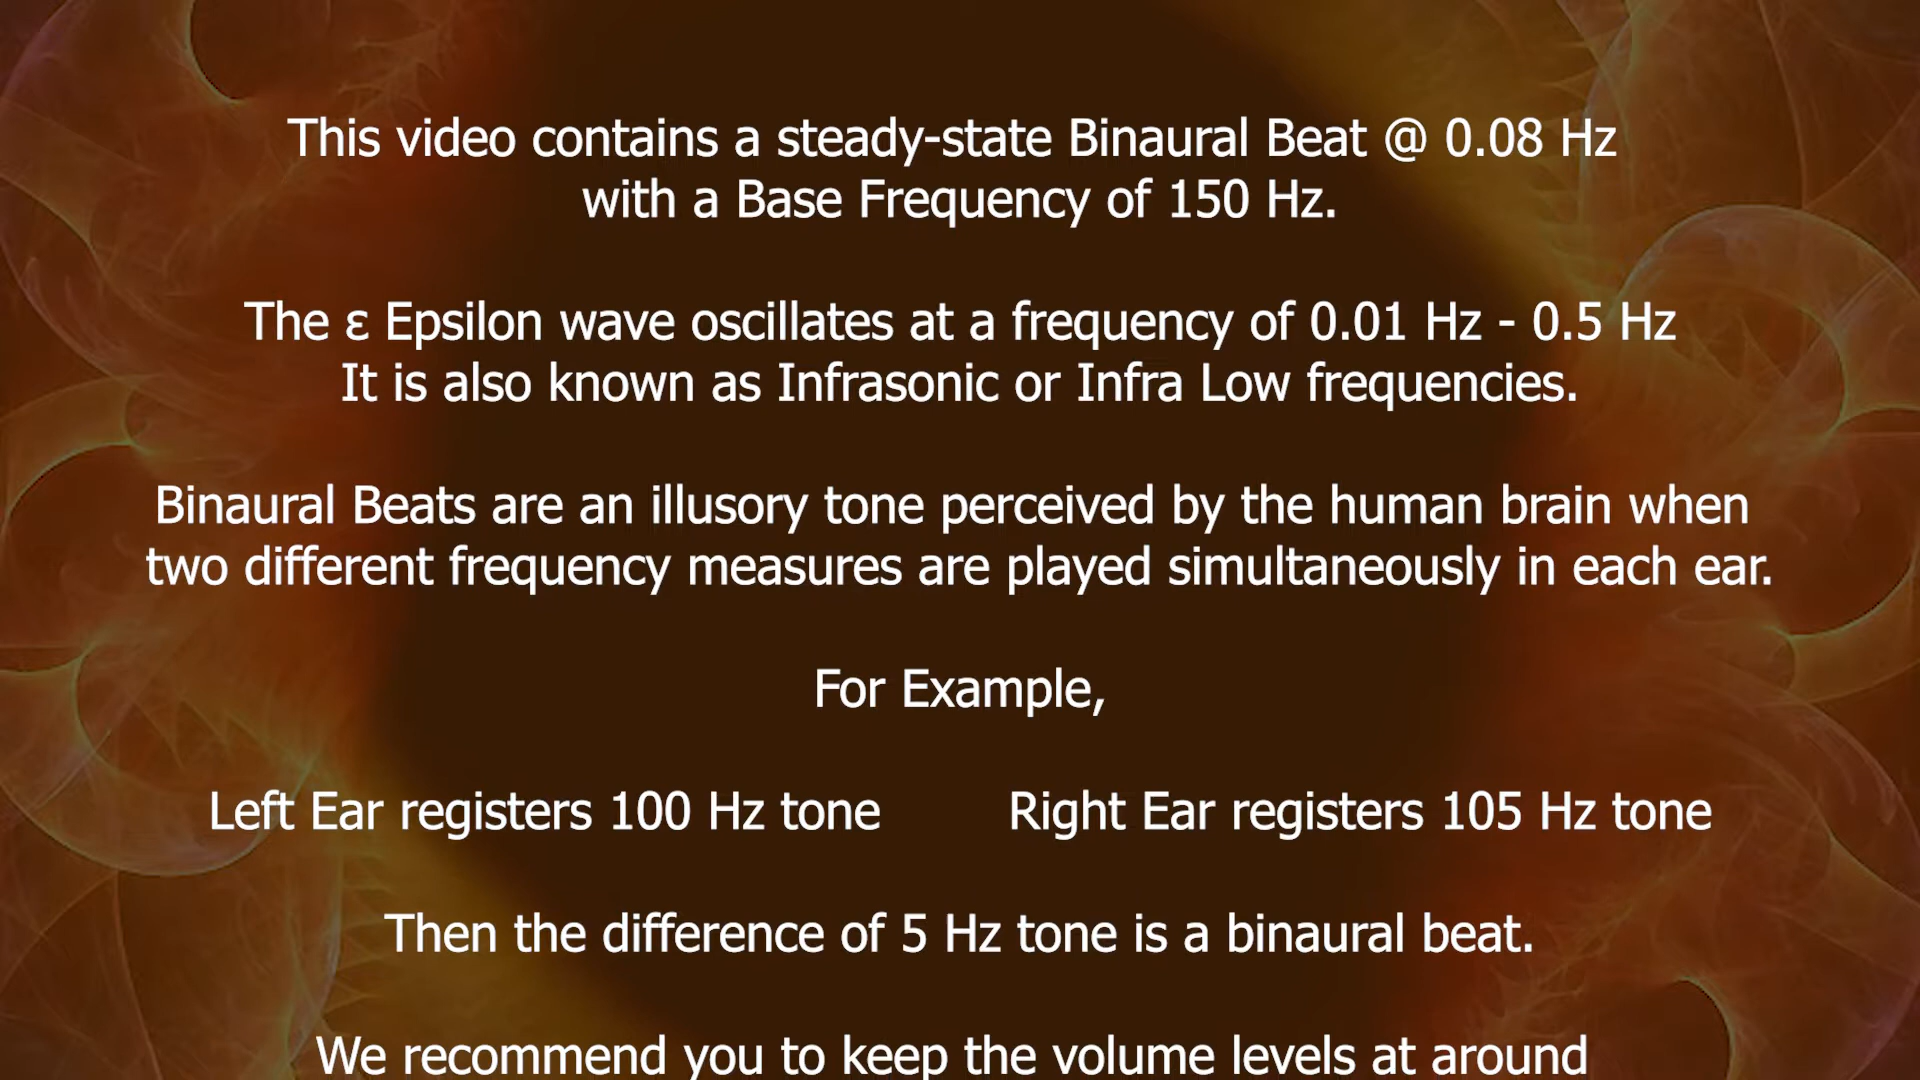 This video contains a steady-state Binaural Beat @ 0.08 Hz
with a Base Frequency of 150 Hz.
The ε Epsilon wave oscillates at a frequency of 0.01 Hz - 0.5 Hz
It is also known as Infrasonic or Infra Low frequencies.
Binaural Beats are an illusory tone perceived by the human brain when
two different frequency measures are played simultaneously in each ear.
For Example,
Left Ear registers 100 Hz tone Right Ear registers 105 Hz tone
Then the difference of 5 Hz tone is a binaural beat.
We recommend you to keep the volume levels at around